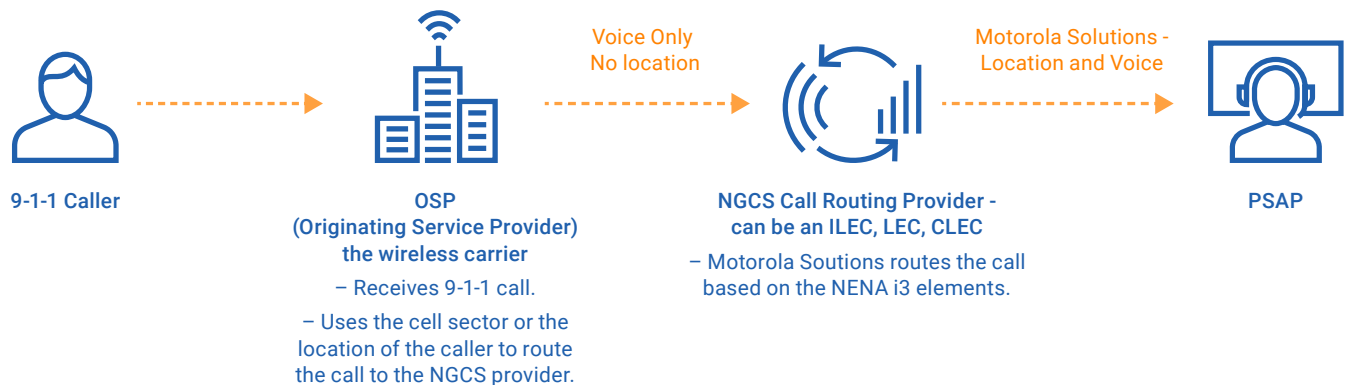 Voice Only
No location
Motorola Solutions -
Location and Voice
9-1-1 Caller
OSP
(Originating Service Provider)
the wireless carrier
– Receives 9-1-1 call.
– Uses the cell sector or the
location of the caller to route
the call to the NGCS provider.
NGCS Call Routing Provider -
can be an ILEC, LEC, CLEC
– Motorola Soutions routes the call
based on the NENA i3 elements.
PSAP